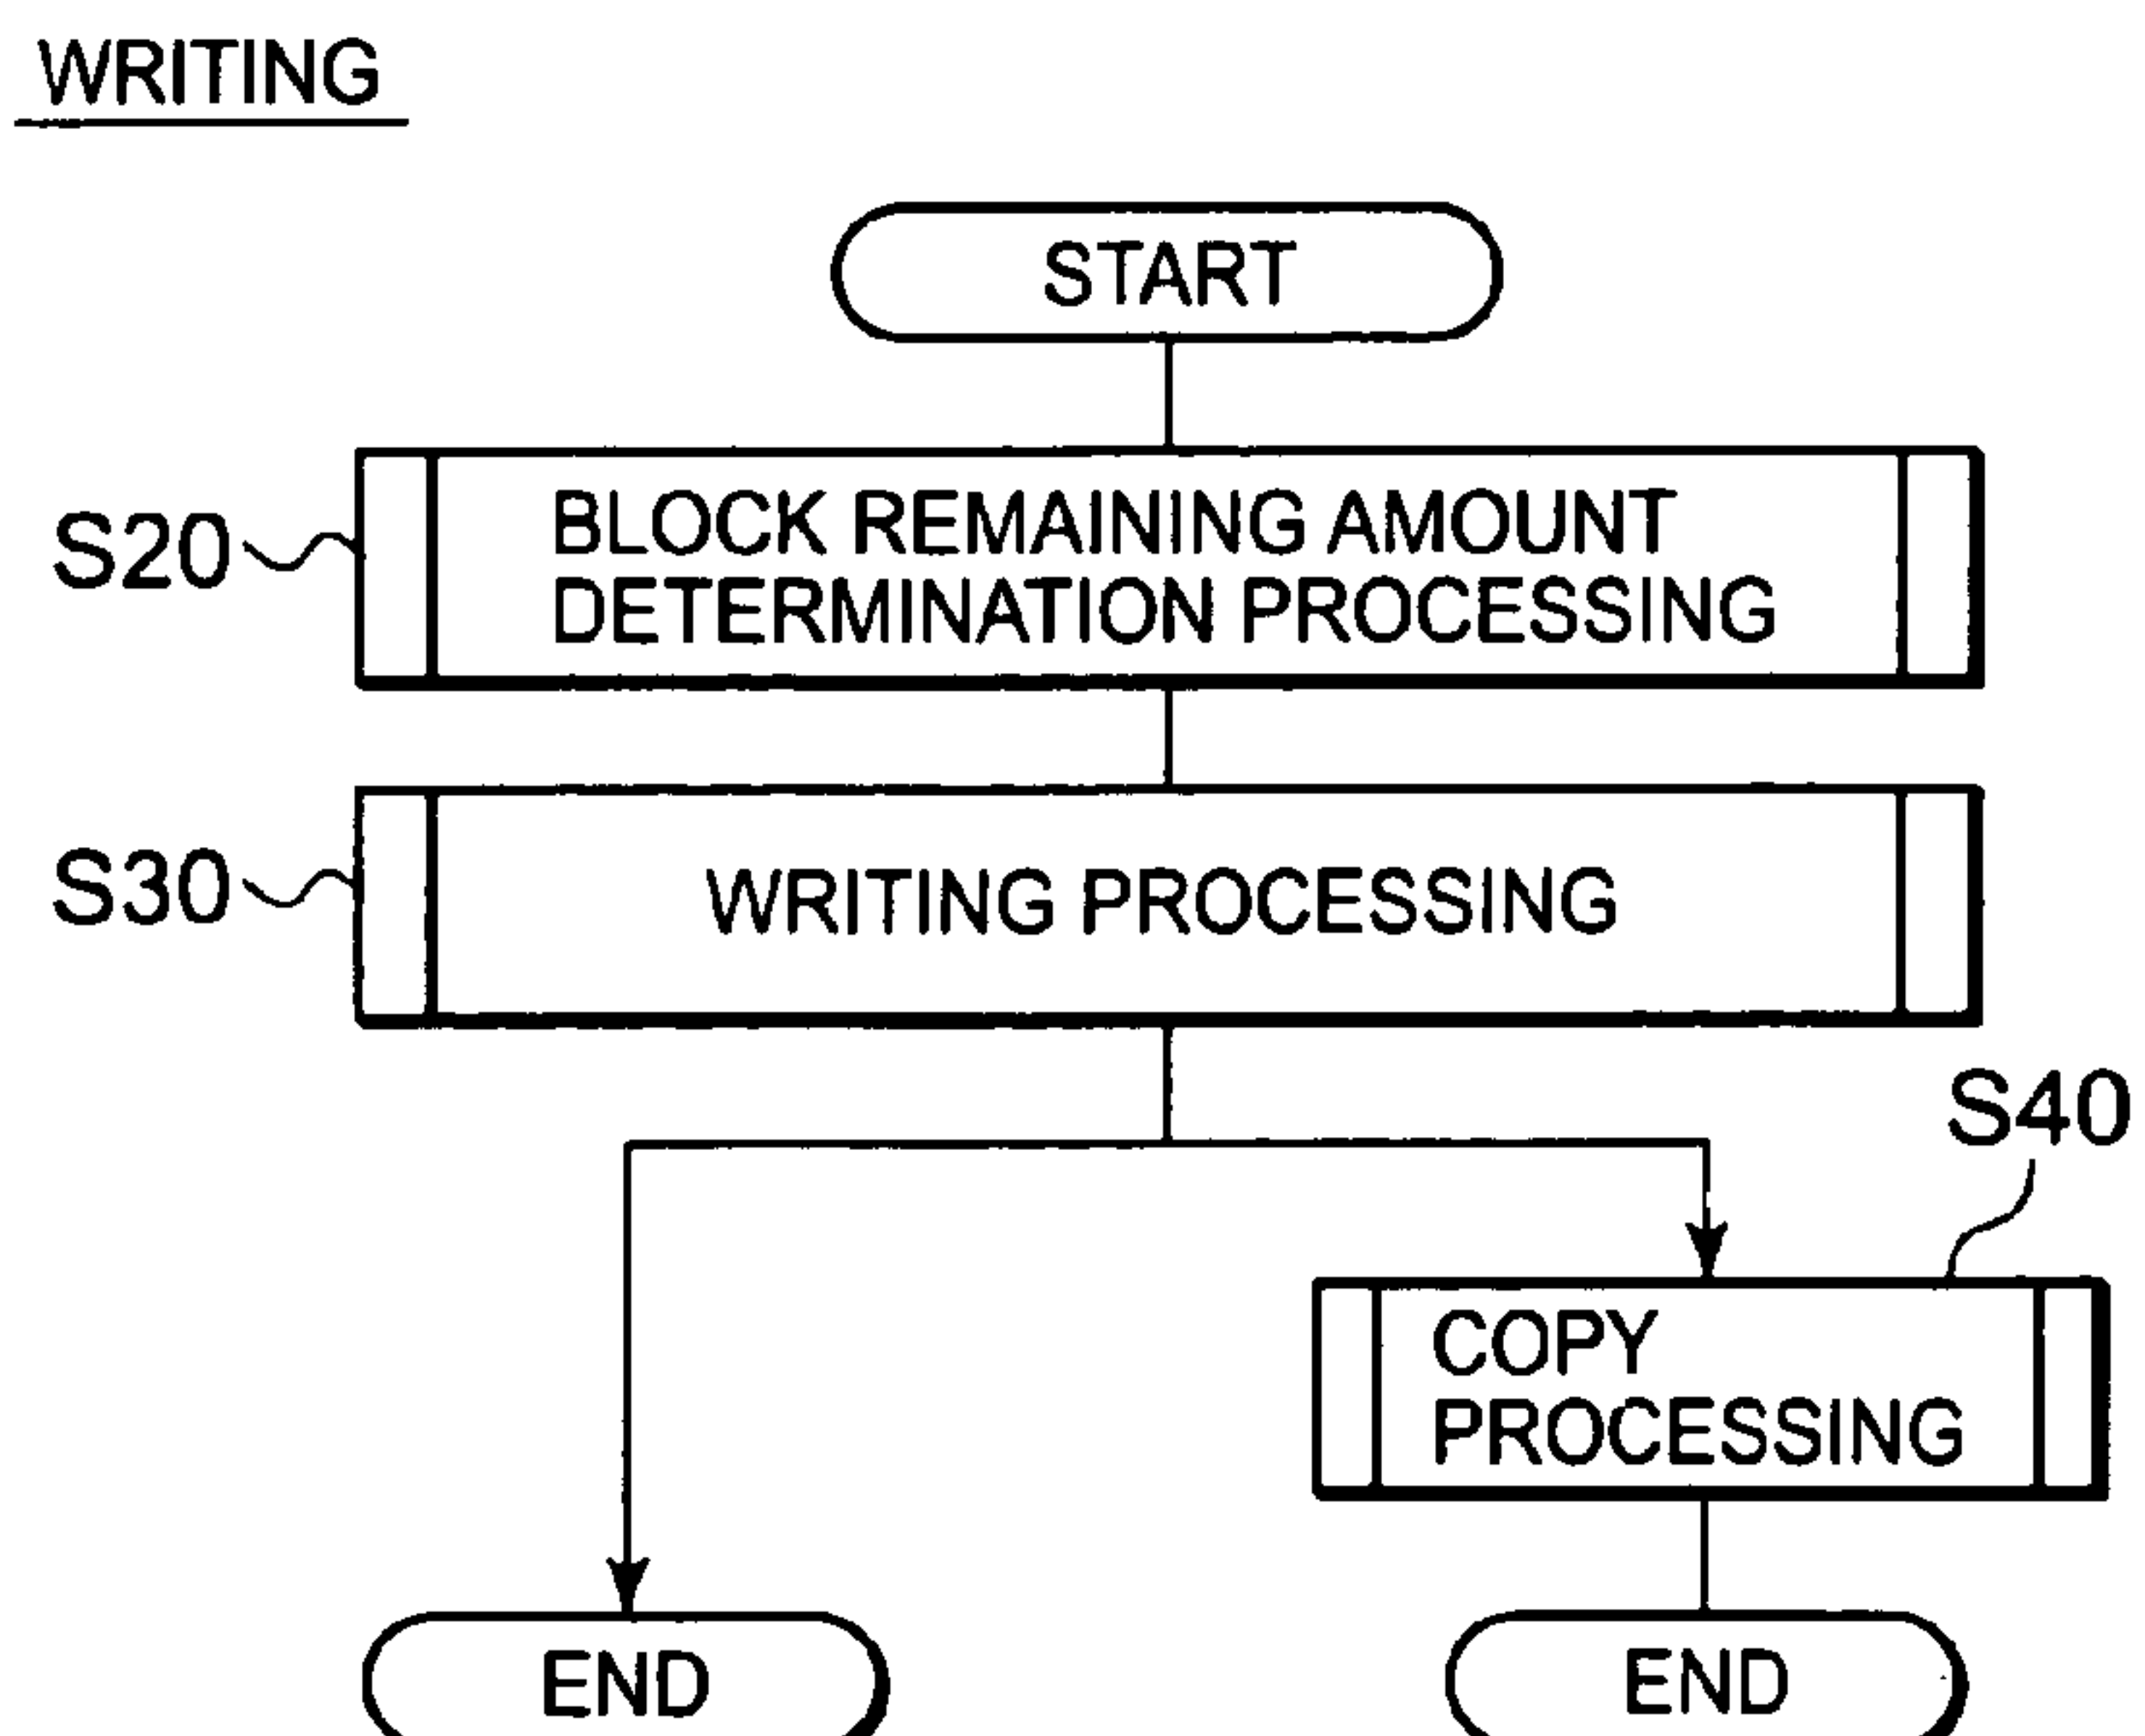 WRITING
START
S20
BLOCK REMAINING AMOUNT
DETERMINATION PROCESSING
S30
WRITING PROCESSING
S40
COPY
PROCESSING
END
END